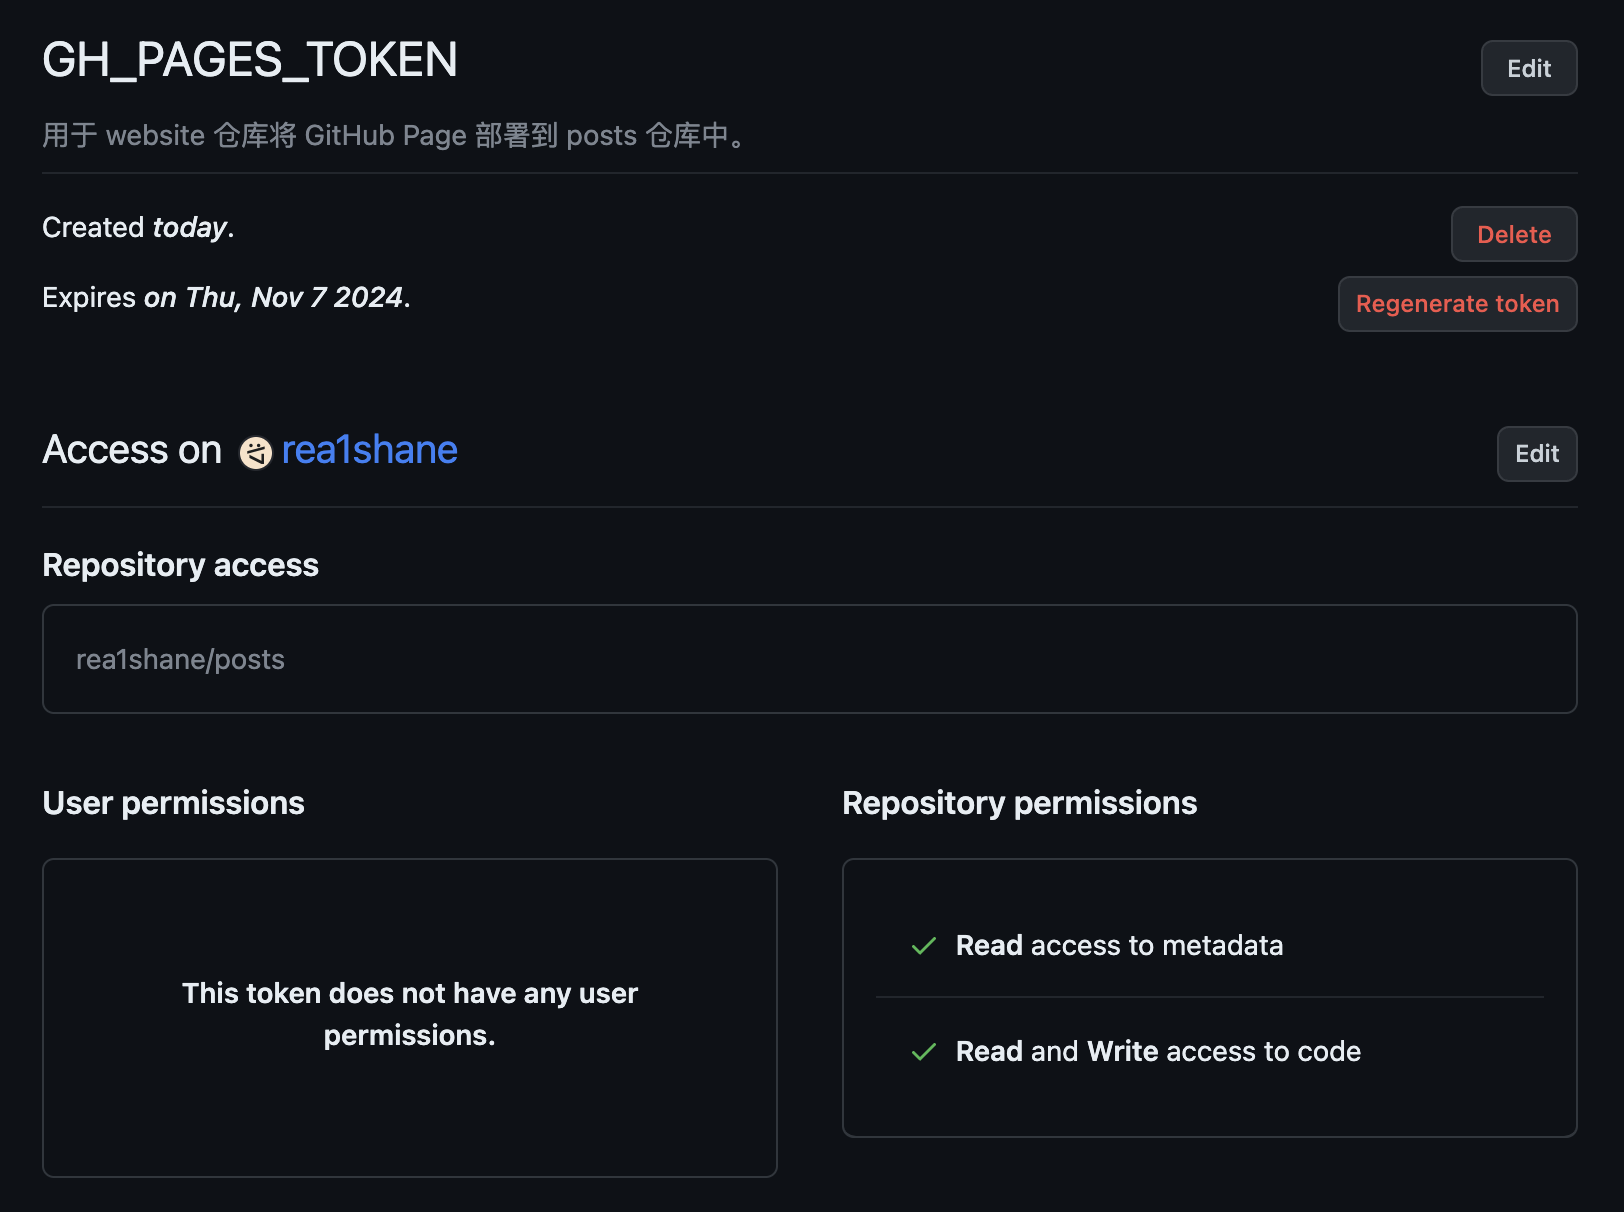 GH_PAGES_TOKEN
Edit
用于 website 仓库将 GitHub Page 部署到 posts 仓库中。
Created today.
Delete
Expires on Thu, Nov 7 2024.
Regenerate token
Access on rea1shane
Edit
Repository access
rea1shane/posts
User permissions
Repository permissions
This token does not have any user
permissions.
Read access to metadata
Read and Write access to code